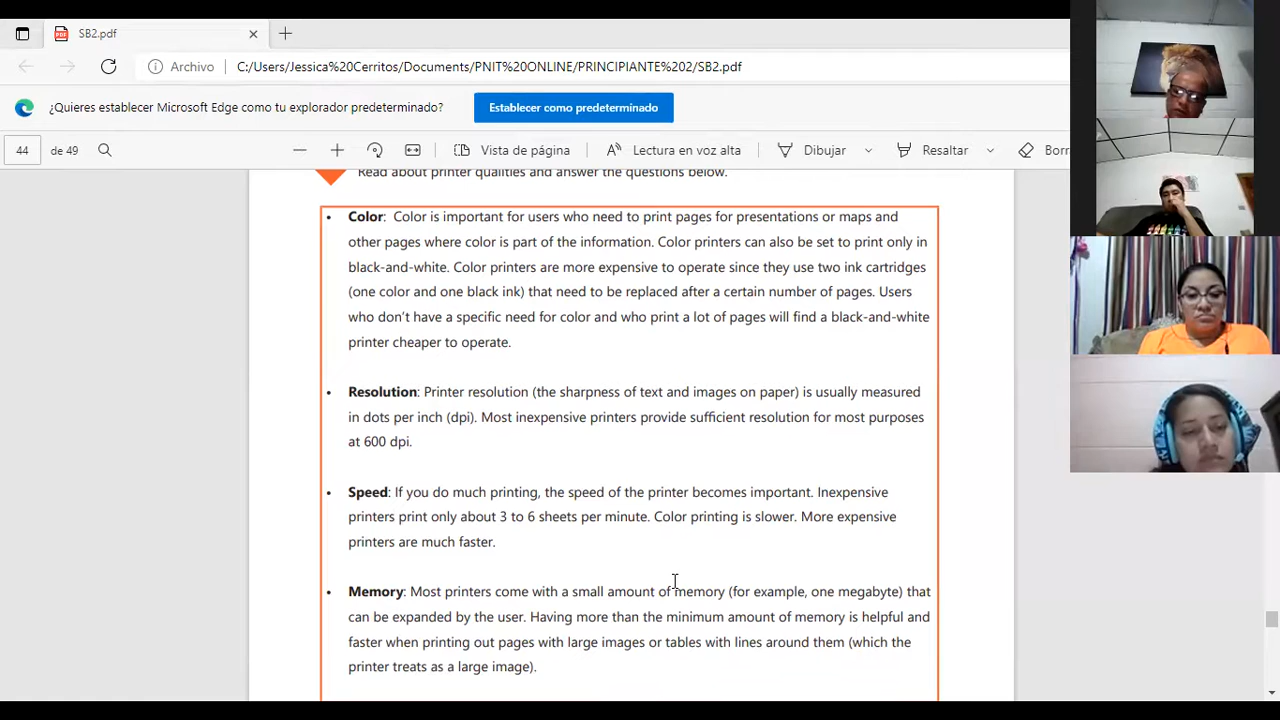 SB2.pdf
Archivo
C:/Users/Jessica%20Cerritos/Documents/PNIT%20ONLINE/PRINCIPIANTE%202/SB2.pdf
¿Quieres establecer Microsoft Edge como tu explorador predeterminado?
Establecer como predeterminado
44 de 49
Vista de página
Lectura en voz alta
Dibujar
Resaltar
Borr
Read about printer qualities and answer the questions below.
• Color: Color is important for users who need to print pages for presentations or maps and
other pages where color is part of the information. Color printers can also be set to print only in
black-and-white. Color printers are more expensive to operate since they use two ink cartridges
(one color and one black ink) that need to be replaced after a certain number of pages. Users
who don't have a specific need for color and who print a lot of pages will find a black-and-white
printer cheaper to operate.
• Resolution: Printer resolution (the sharpness of text and images on paper) is usually measured
in dots per inch (dpi). Most inexpensive printers provide sufficient resolution for most purposes
at 600 dpi.
• Speed: If you do much printing, the speed of the printer becomes important. Inexpensive
printers print only about 3 to 6 sheets per minute. Color printing is slower. More expensive
printers are much faster.
• Memory: Most printers come with a small amount of memory (for example, one megabyte) that
can be expanded by the user. Having more than the minimum amount of memory is helpful and
faster when printing out pages with large images or tables with lines around them (which the
printer treats as a large image).